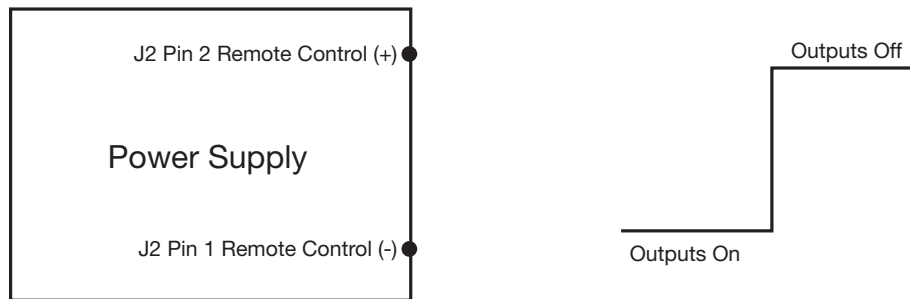 J2 Pin 2 Remote Control (+)
Power Supply
J2 Pin 1 Remote Control (-)
Outputs Off
Outputs On